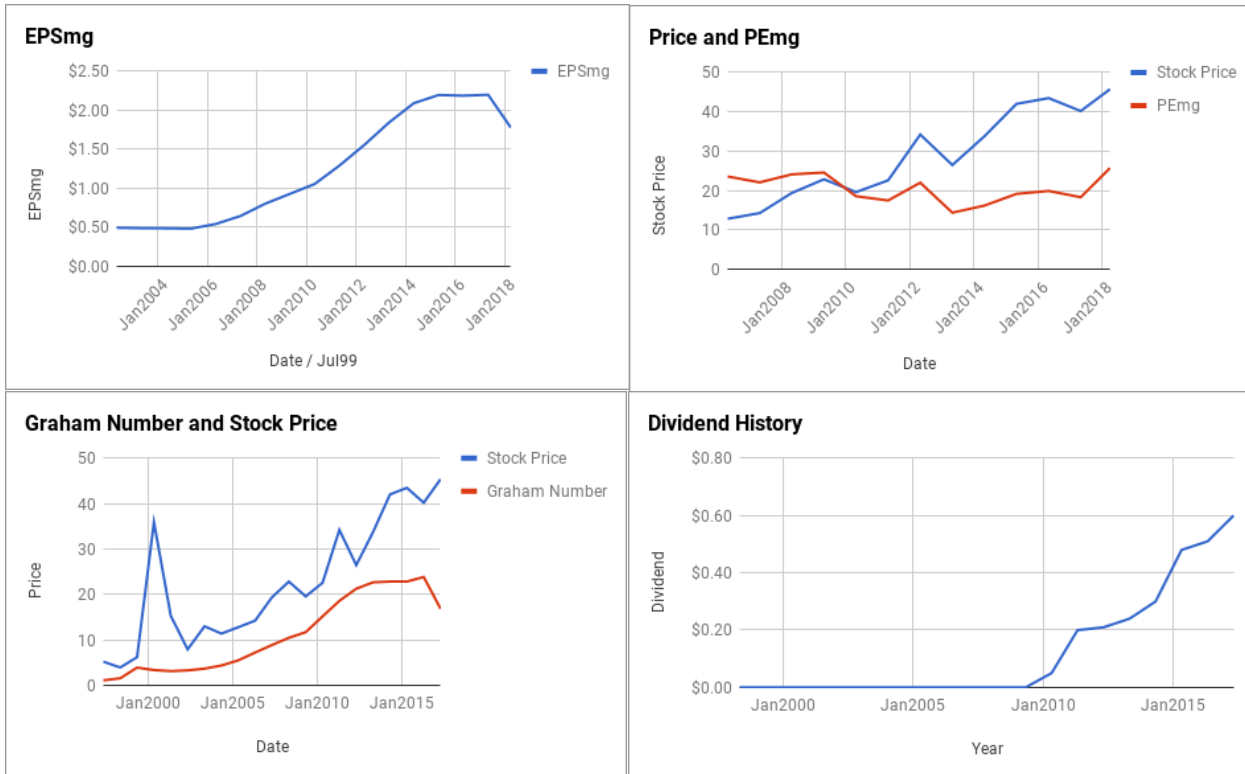 EPSmg
EPSmg
$2.50
$2.00
$1.50
$1.00
$0.50
$0.00
EPSmg
Jan2004
Jan2006
Jan2008
Jan2010
Jan2012
Jan2014
Jan2016
Jan2018
Date / Jul99
Price and PEmg
Stock Price
PEmg
50
40
30
20
10
0
Stock Price
Jan2008
Jan2010
Jan2012
Jan2014
Jan2016
Jan2018
Date
Graham Number and Stock Price
Stock Price
Graham Number
50
40
30
20
10
0
Price
Jan2000
Jan2005
Jan2010
Jan2015
Date
Dividend History
$0.80
$0.60
$0.40
$0.20
$0.00
Dividend
Jan2000
Jan2005
Jan2010
Jan2015
Year